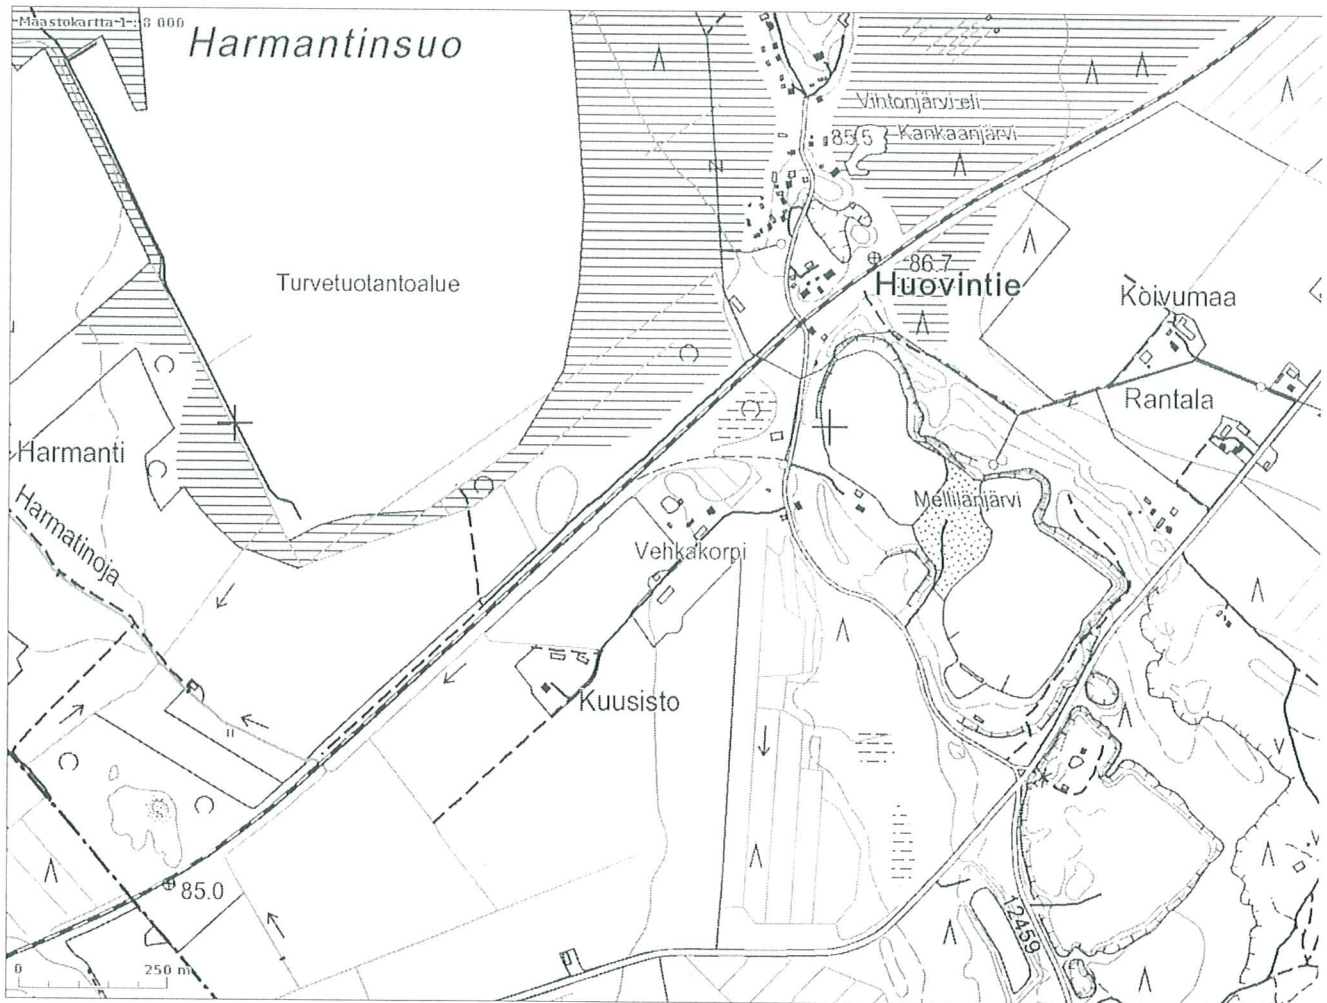 Maastokartta 1 : 8 000
Harmantinsuo
Vihtonjärvi eli
85.5 Kankaanjärvi
Turvetuotantoalue
86.7
Huovintie
Koivumaa
Rantala
Harmanti
Harmatinoja
Mellilänjärvi
Vehkakorpi
Kuusisto
85.0
12459
0 250 m